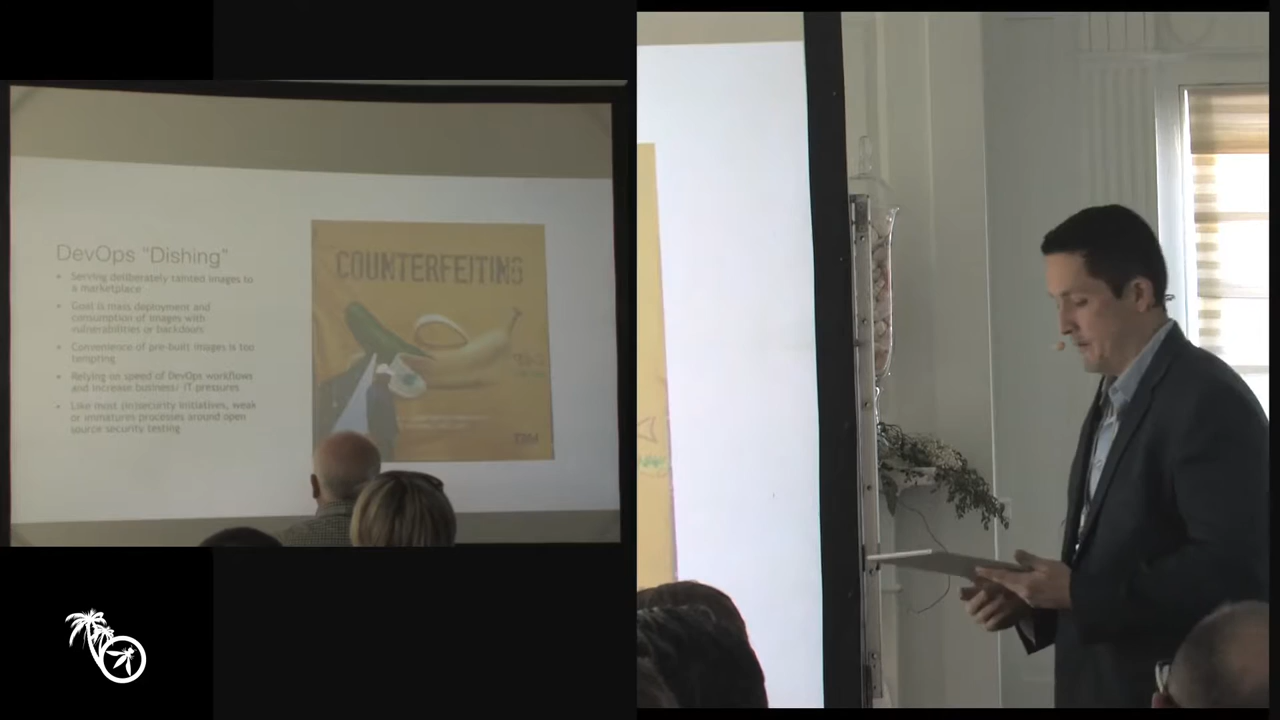 DevOps "Dishing"
• Serving deliberately tainted images to
a marketplace
• Goal is mass deployment and
consumption of images with
vulnerabilities or backdoors
• Convenience of pre-built images is too
tempting
• Relying on speed of DevOps workflows
and increase business/ IT pressures
• Like most (in)security initiatives, weak
or immatures processes around open
source security testing
COUNTERFEITING